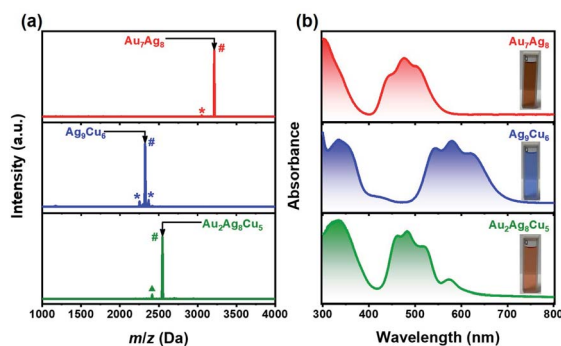 (a)
Au₇Ag₈
#
*
Ag₉Cu₆
#
* *
Au₂Ag₈Cu₅
#
▲
Intensity (a.u.)
1000 1500 2000 2500 3000 3500 4000
m/z (Da)
(b)
Au₇Ag₈
Ag₉Cu₆
Au₂Ag₈Cu₅
Absorbance
300 400 500 600 700 800
Wavelength (nm)